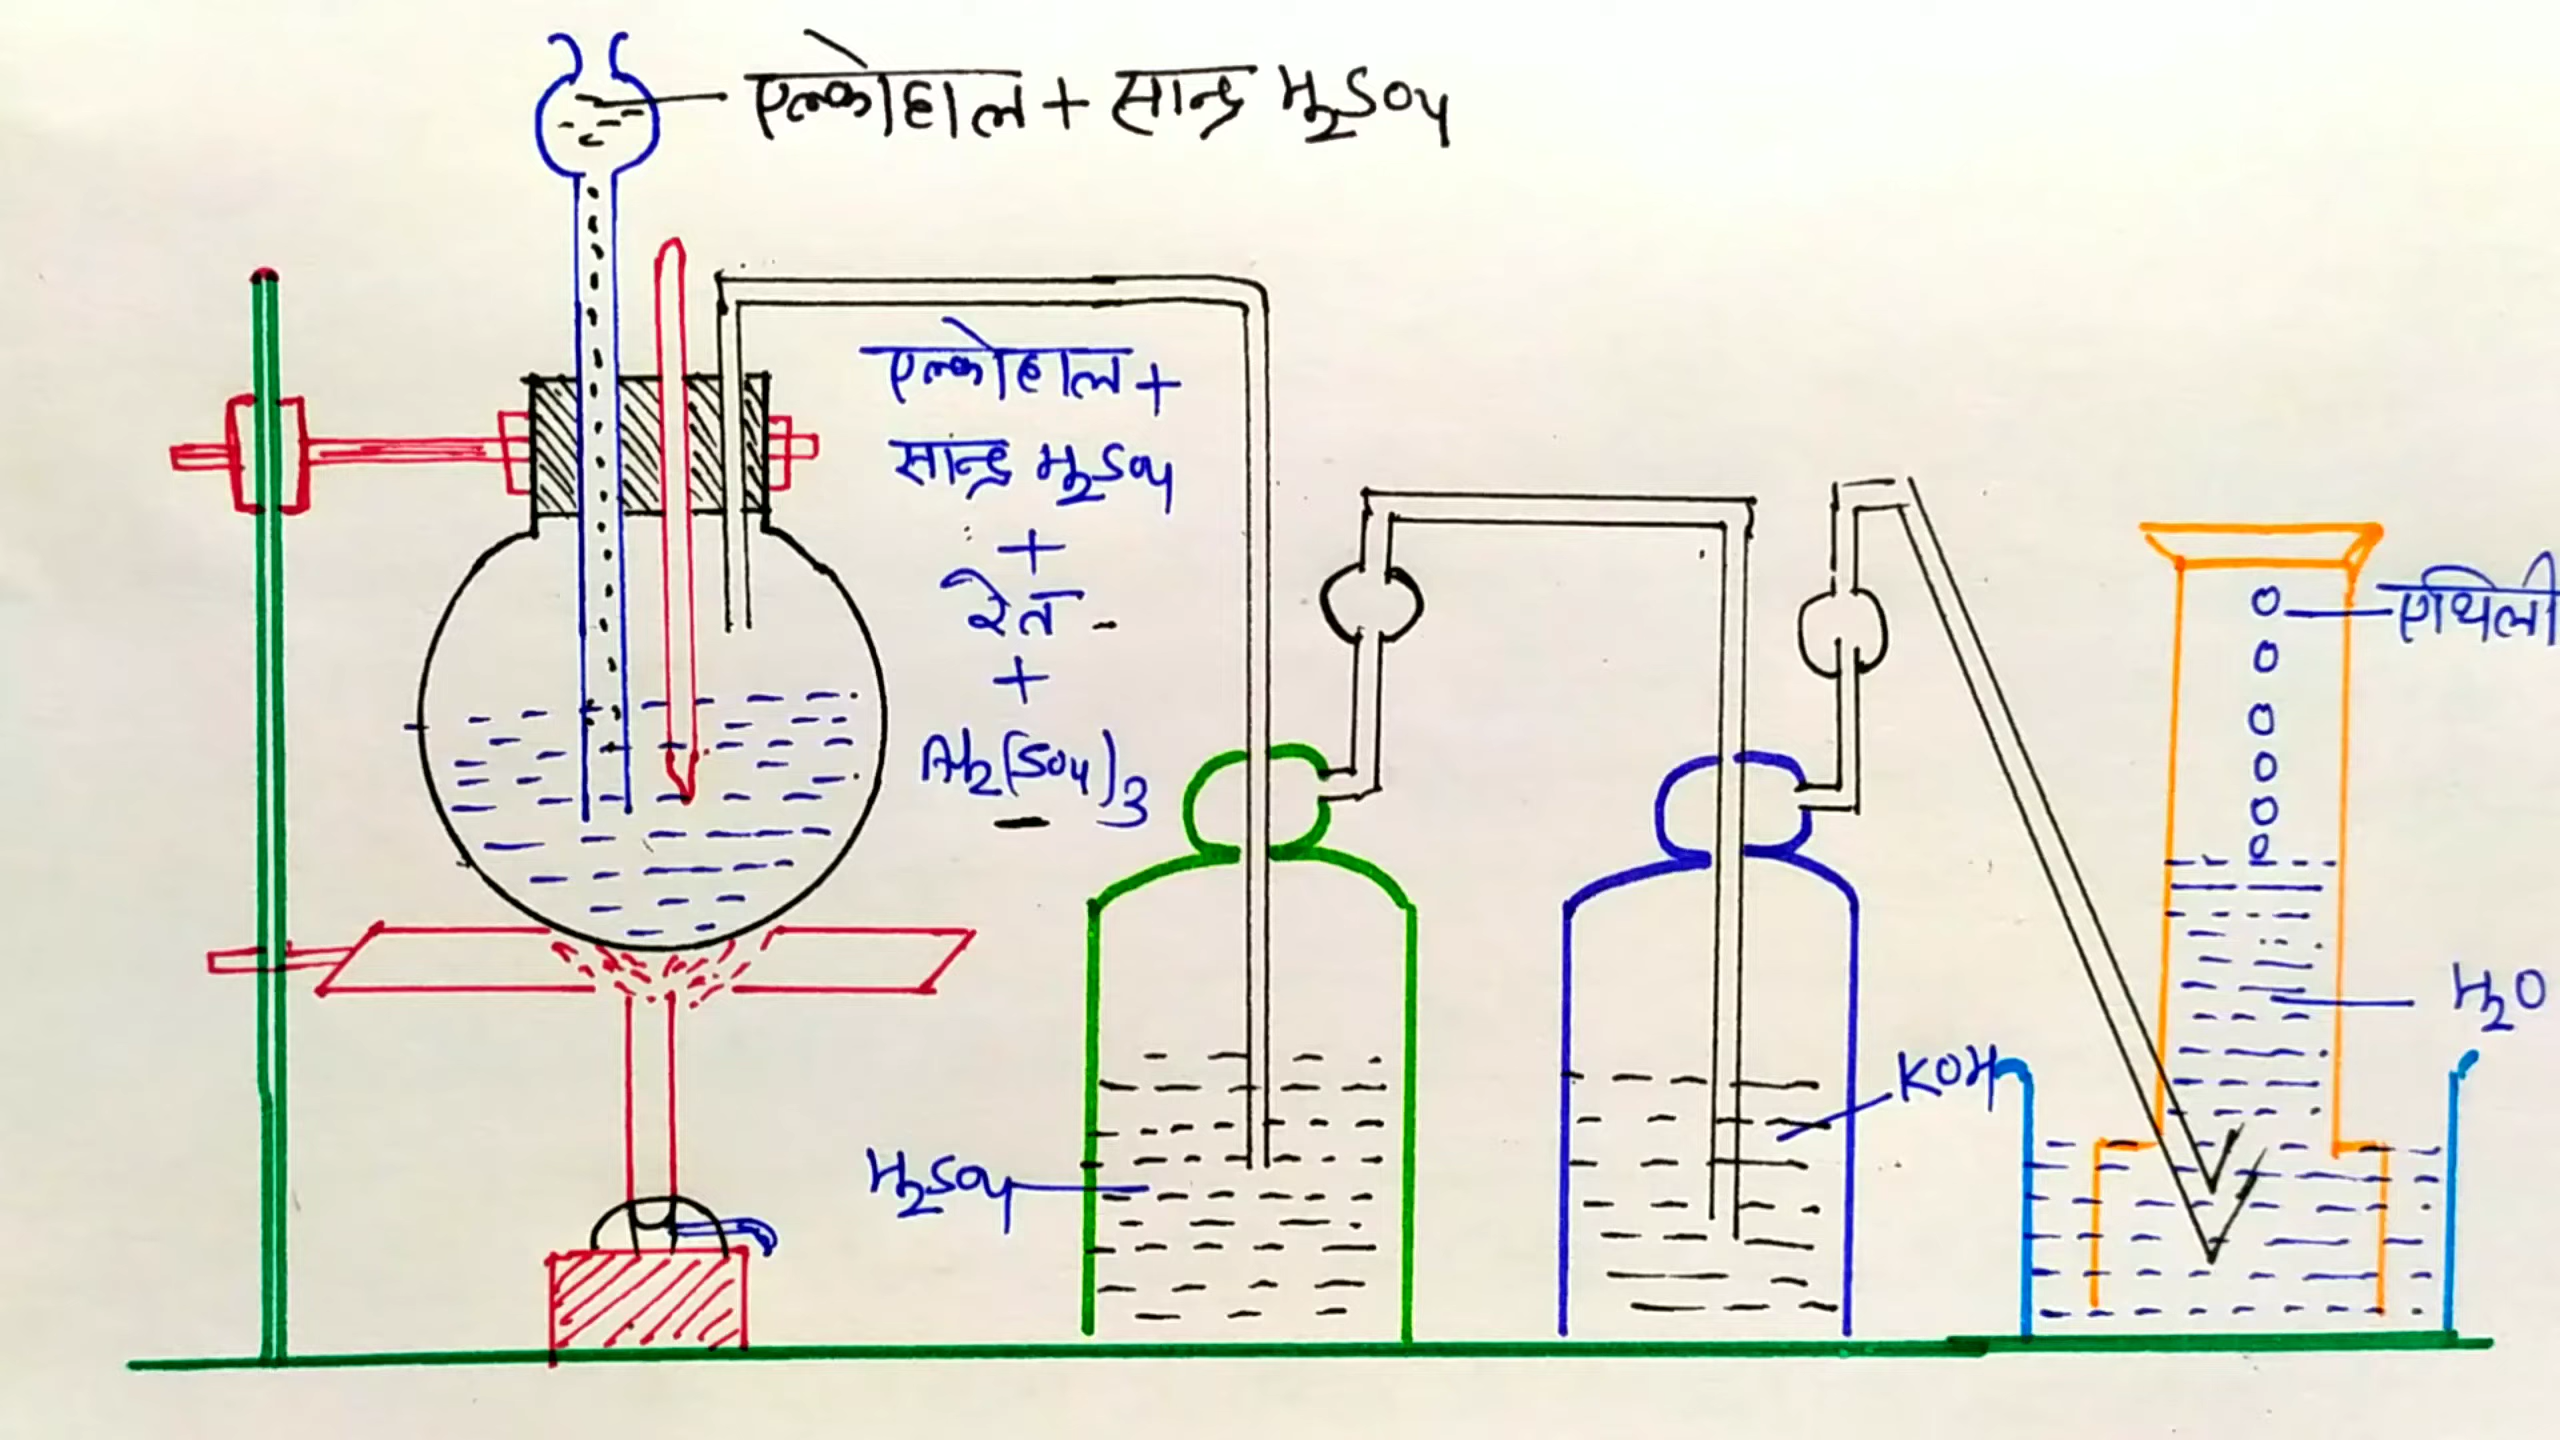 एल्कोहाल + सान्द्र H2SO4
एल्कोहाल +
सान्द्र H2SO4
+
रेत
+
Al2(SO4)3
एथिली
H2O
KOH
H2SO4